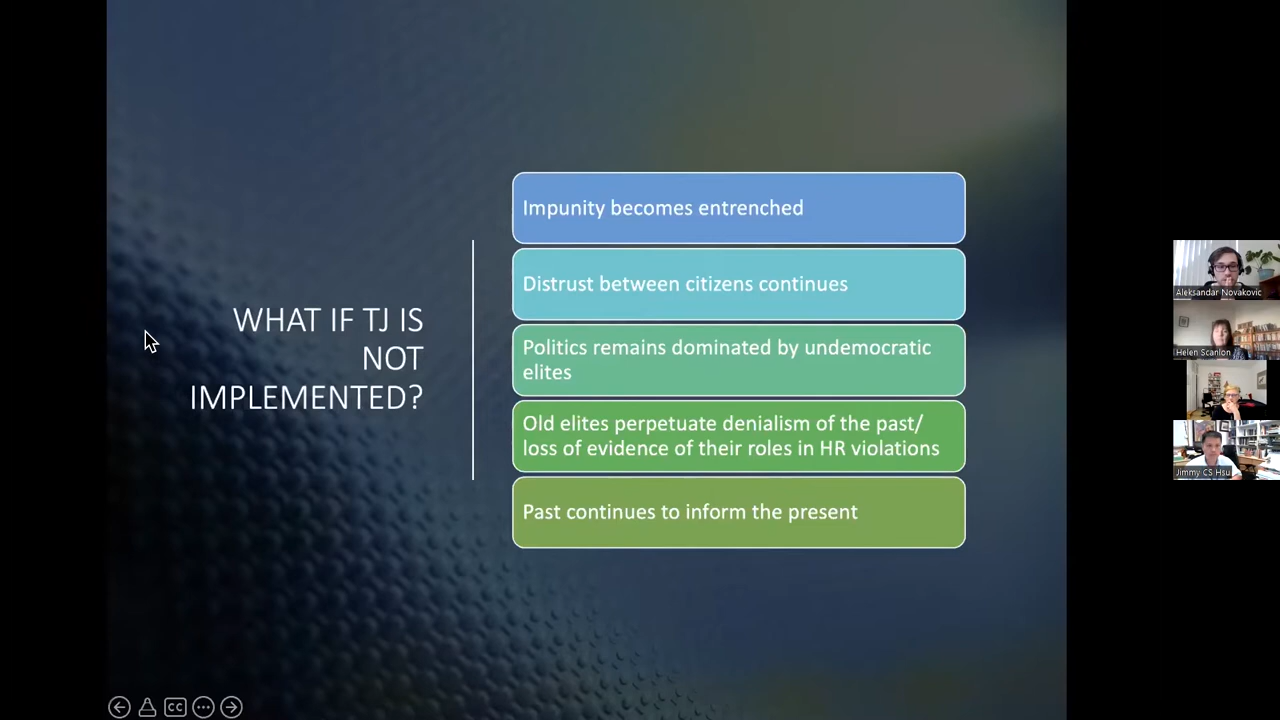 WHAT IF TJ IS
NOT
IMPLEMENTED?
Impunity becomes entrenched
Distrust between citizens continues
Politics remains dominated by undemocratic
elites
Old elites perpetuate denialism of the past/
loss of evidence of their roles in HR violations
Past continues to inform the present
Aleksandar Novakovic
Helen Scanlon
Jimmy CS Hsu
CC